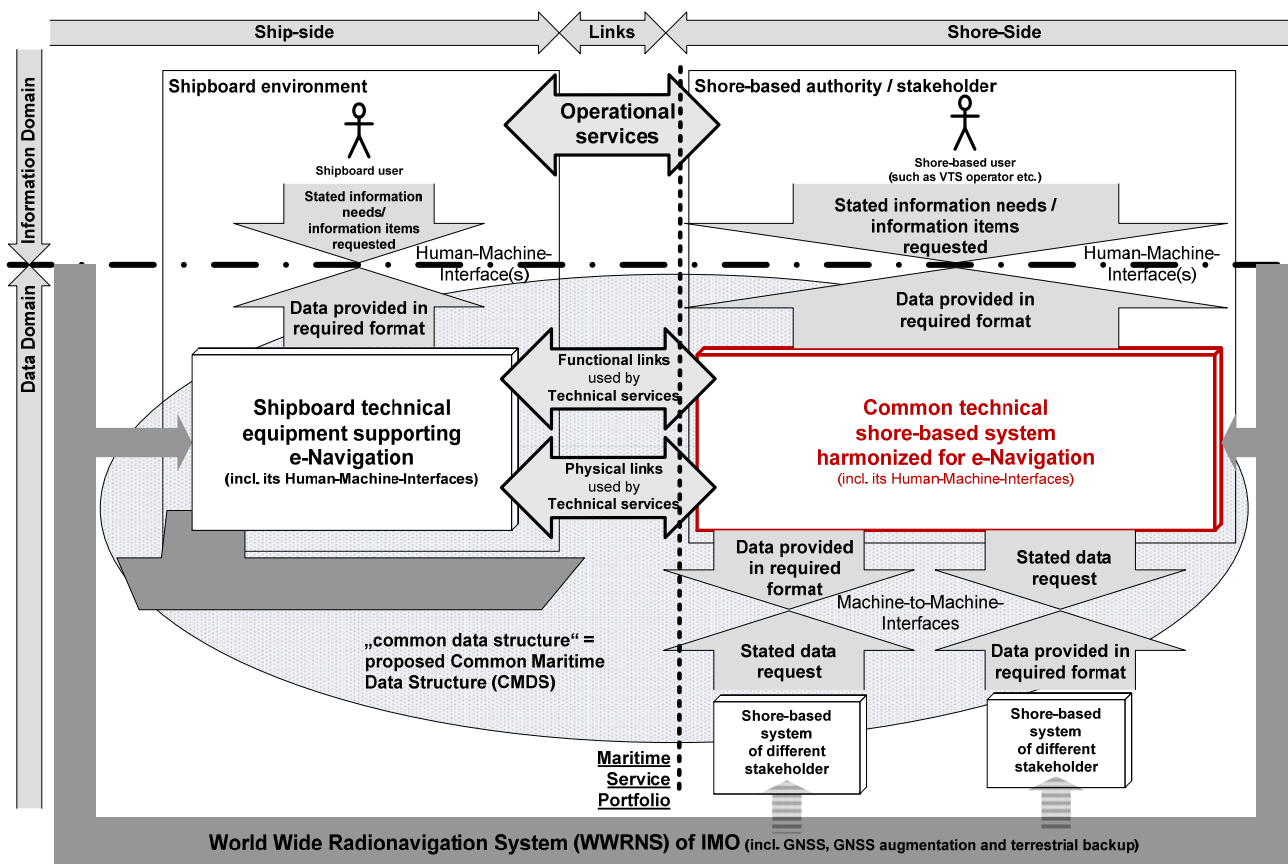 Ship-side
Links
Shore-Side
Information Domain
Data Domain
Shipboard environment
Shore-based authority / stakeholder
Operational
services
Shipboard user
Shore-based user
(such as VTS operator etc.)
Stated information
needs/
information items
requested
Stated information needs /
information items
requested
Human-Machine-
Interface(s)
Human-Machine-
Interface(s)
Data provided in
required format
Data provided in
required format
Functional links
used by
Technical services
Shipboard technical
equipment supporting
e-Navigation
(incl. its Human-Machine-Interfaces)
Common technical
shore-based system
harmonized for e-Navigation
(incl. its Human-Machine-Interfaces)
Physical links
used by
Technical services
Data provided
in required
format
Stated data
request
Machine-to-Machine-
Interfaces
Stated data
request
Data provided in
required format
„common data structure“ =
proposed Common Maritime
Data Structure (CMDS)
Shore-based
system
of different
stakeholder
Shore-based
system
of different
stakeholder
Maritime
Service
Portfolio
World Wide Radionavigation System (WWRNS) of IMO (incl. GNSS, GNSS augmentation and terrestrial backup)